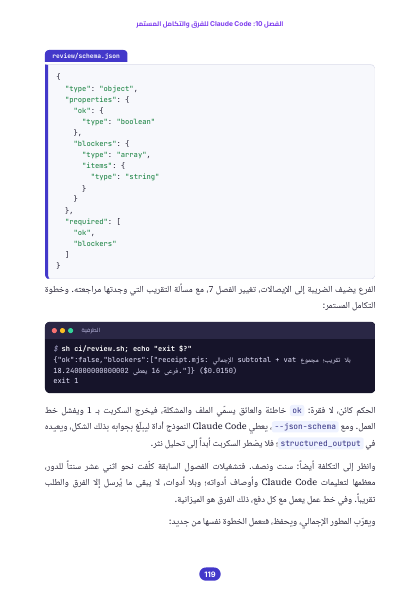 الفصل 10: Claude Code للفرق والتكامل المستمر
review/schema.json
{
"type": "object",
"properties": {
"ok": {
"type": "boolean"
},
"blockers": {
"type": "array",
"items": {
"type": "string"
}
}
},
"required": [
"ok",
"blockers"
]
}
الفرع يضيف الضريبة إلى الإيصالات، تغيير الفصل 7، مع مسألة التقريب التي وجدتها مراجعته. وخطوة
التكامل المستمر:
الطرفية
$ sh ci/review.sh; echo "exit $?"
{"ok":false,"blockers":["receipt.mjs: الإجمالي subtotal + vat بلا تقريب؛ مجموع
فرعي 16 يعطي 18.240000000000002."]} ($0.0150)
exit 1
الحكم كائن، لا فقرة: ok خاطئة والعائق يسمّي الملف والمشكلة، فيخرج السكربت بـ 1 ويفشل خط
العمل. ومع --json-schema، يعطي Claude Code النموذج أداة ليبلّغ بجوابه بذلك الشكل، ويعيده
في structured_output؛ فلا يضطر السكربت أبداً إلى تحليل نثر.
وانظر إلى التكلفة أيضاً: سنت ونصف. فتشغيلات الفصول السابقة كلّفت نحو اثني عشر سنتاً للدور،
معظمها لتعليمات Claude Code وأوصاف أدواته؛ وبلا أدوات، لا يبقى ما يُرسل إلا الفرق والطلب
تقريباً. وفي خط عمل يعمل مع كل دفع، ذلك الفرق هو الميزانية.
ويقرّب المطور الإجمالي، ويحفظ، فتعمل الخطوة نفسها من جديد:
119